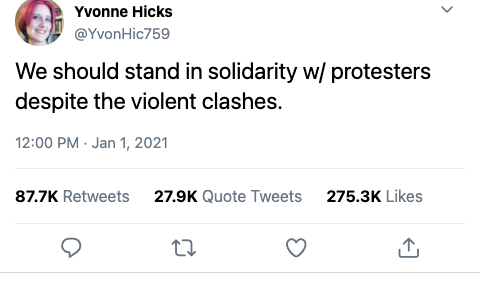 Yvonne Hicks
@YvonHic759
We should stand in solidarity w/ protesters
despite the violent clashes.
12:00 PM · Jan 1, 2021
87.7K Retweets 27.9K Quote Tweets 275.3K Likes